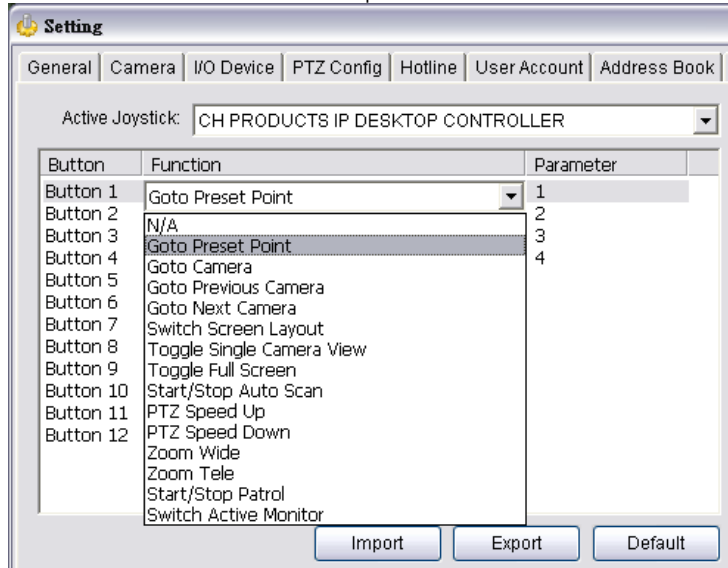 Setting
General Camera I/O Device PTZ Config Hotline User Account Address Book
Active Joystick: CH PRODUCTS IP DESKTOP CONTROLLER
Button Function Parameter
Button 1 Goto Preset Point 1
Button 2 2
N/A
Button 3 3
Goto Preset Point
Button 4 4
Goto Camera
Button 5
Goto Previous Camera
Button 6
Goto Next Camera
Button 7
Switch Screen Layout
Button 8
Toggle Single Camera View
Button 9
Toggle Full Screen
Button 10
Start/Stop Auto Scan
Button 11
PTZ Speed Up
Button 12
PTZ Speed Down
Zoom Wide
Zoom Tele
Start/Stop Patrol
Switch Active Monitor
Import Export Default